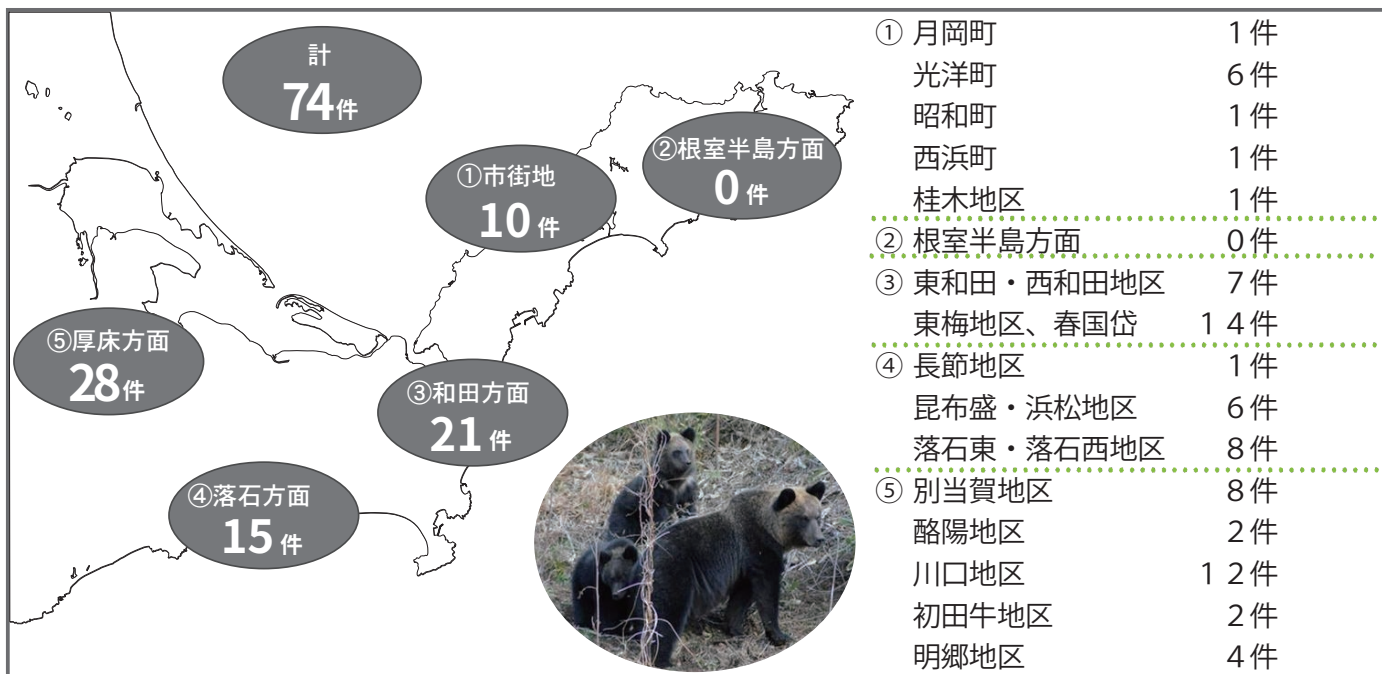 計
74件
②根室半島方面
0件
①市街地
10件
⑤厚床方面
28件
③和田方面
21件
④落石方面
15件
① 月岡町 1件
光洋町 6件
昭和町 1件
西浜町 1件
桂木地区 1件
② 根室半島方面 0件
③ 東和田・西和田地区 7件
東梅地区、春国岱 14件
④ 長節地区 1件
昆布盛・浜松地区 6件
落石東・落石西地区 8件
⑤ 別当賀地区 8件
酪陽地区 2件
川口地区 12件
初田牛地区 2件
明郷地区 4件